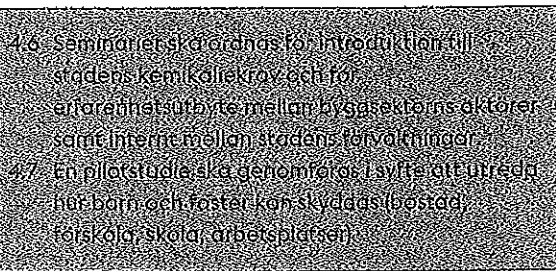 4.6 Seminarier ska ordnas för introduktion till
stadens kemikaliekrav och för
erfarenhetsutbyte mellan byggsektorns aktörer
samt internt mellan stadens förvaltningar.
4.7 En pilotstudie ska genomföras i syfte att utreda
hur barn och foster kan skyddas (bostad,
förskola, skola, arbetsplatser).